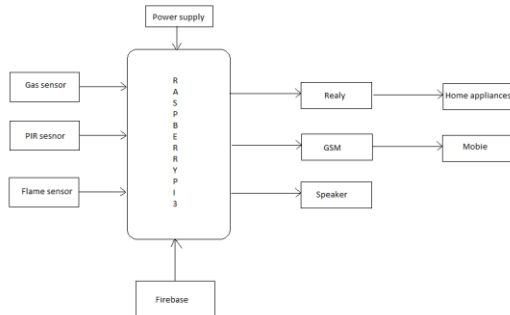 Power supply
Gas sensor
PIR sesnor
Flame sensor
R
A
S
P
B
E
R
R
Y
P
I
3
Realy
Home appliances
GSM
Mobie
Speaker
Firebase